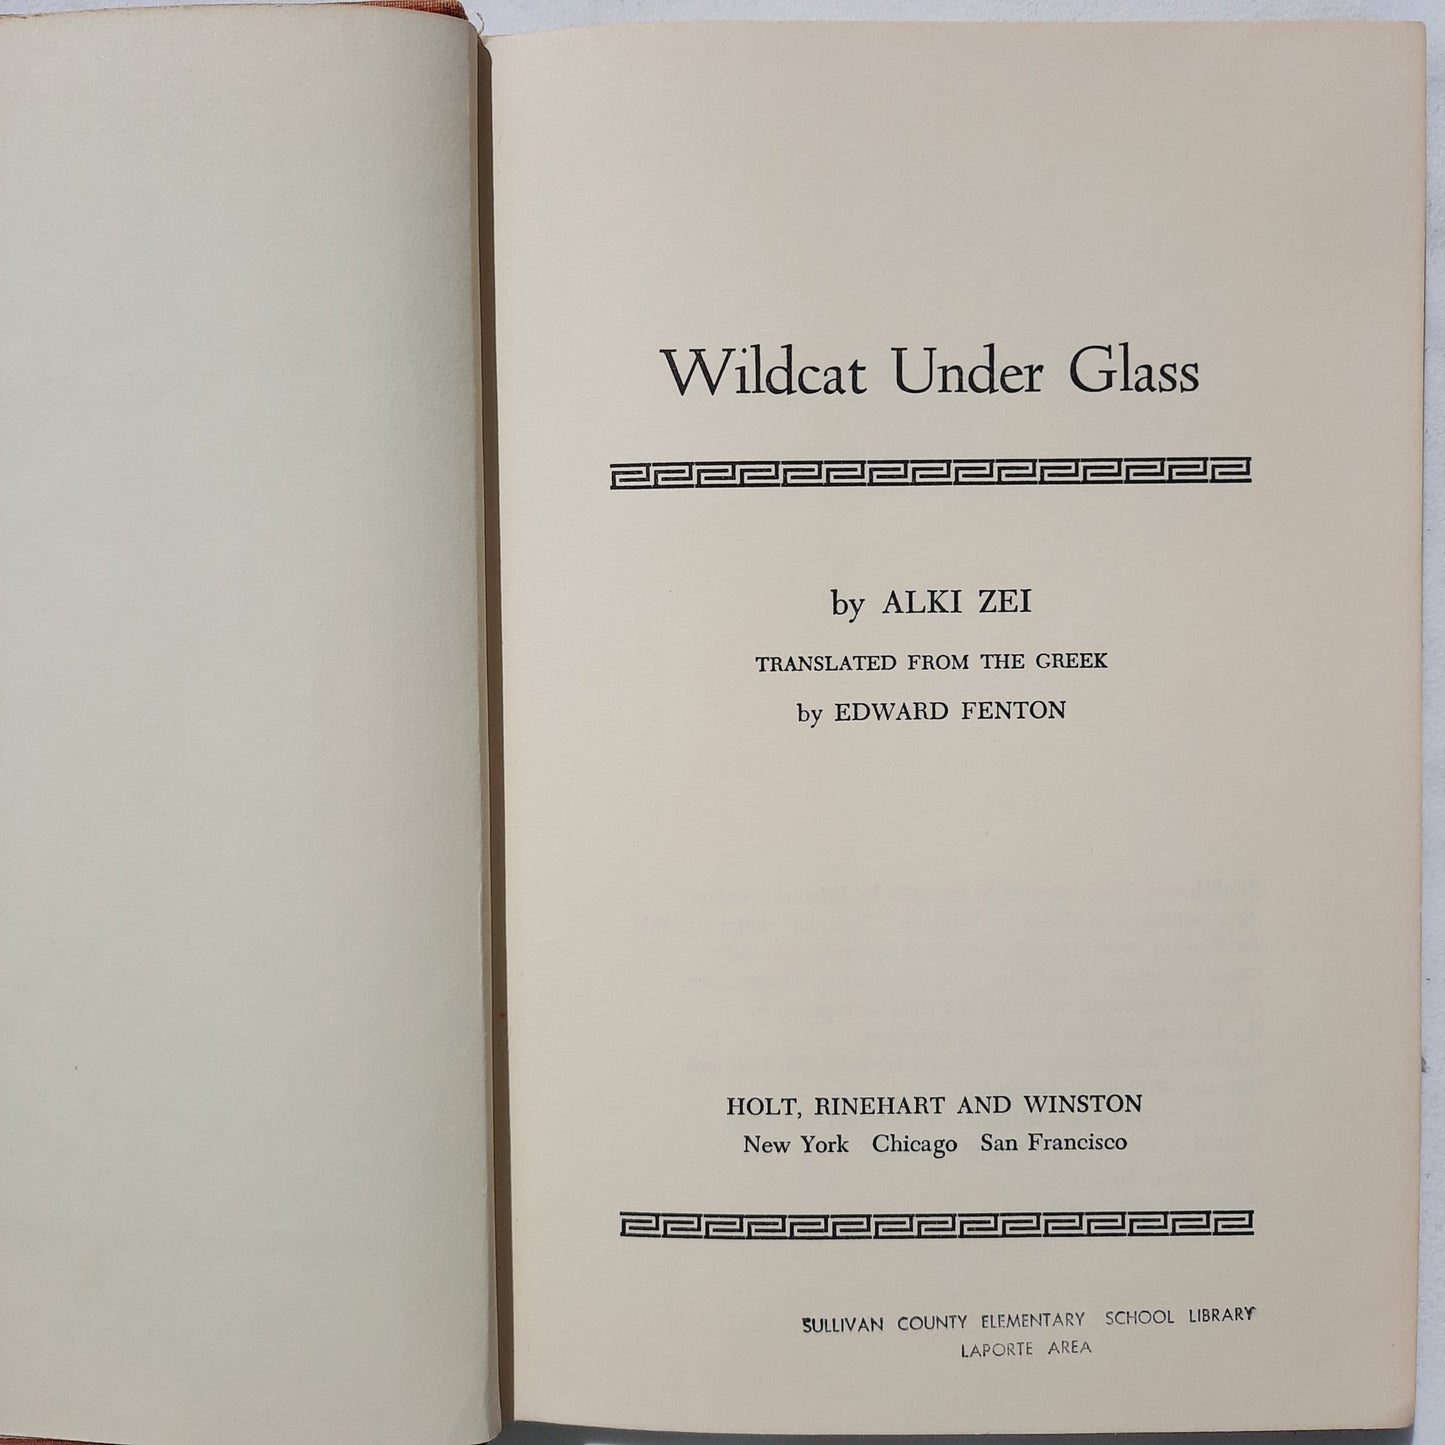 Wildcat Under Glass
by ALKI ZEI
TRANSLATED FROM THE GREEK
by EDWARD FENTON
HOLT, RINEHART AND WINSTON
New York Chicago San Francisco
SULLIVAN COUNTY ELEMENTARY SCHOOL LIBRARY
LAPORTE AREA